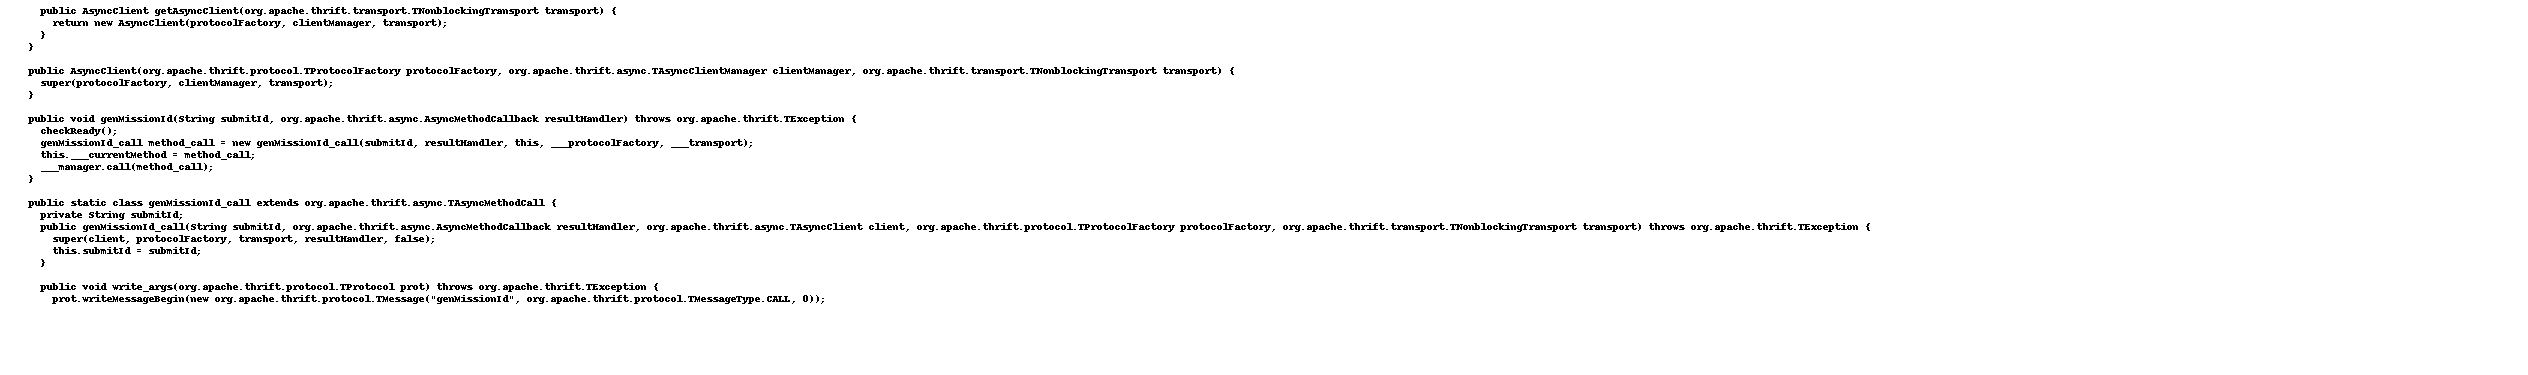 public AsyncClient getAsyncClient(org.apache.thrift.transport.TNonblockingTransport transport) {
return new AsyncClient(protocolFactory, clientManager, transport);
}
}
public AsyncClient(org.apache.thrift.protocol.TProtocolFactory protocolFactory, org.apache.thrift.async.TAsyncClientManager clientManager, org.apache.thrift.transport.TNonblockingTransport transport) {
super(protocolFactory, clientManager, transport);
}
public void genMissionId(String submitId, org.apache.thrift.async.AsyncMethodCallback resultHandler) throws org.apache.thrift.TException {
checkReady();
genMissionId_call method_call = new genMissionId_call(submitId, resultHandler, this, ___protocolFactory, ___transport);
this.___currentMethod = method_call;
___manager.call(method_call);
}
public static class genMissionId_call extends org.apache.thrift.async.TAsyncMethodCall {
private String submitId;
public genMissionId_call(String submitId, org.apache.thrift.async.AsyncMethodCallback resultHandler, org.apache.thrift.async.TAsyncClient client, org.apache.thrift.protocol.TProtocolFactory protocolFactory, org.apache.thrift.transport.TNonblockingTransport transport) throws org.apache.thrift.TException {
super(client, protocolFactory, transport, resultHandler, false);
this.submitId = submitId;
}
public void write_args(org.apache.thrift.protocol.TProtocol prot) throws org.apache.thrift.TException {
prot.writeMessageBegin(new org.apache.thrift.protocol.TMessage("genMissionId", org.apache.thrift.protocol.TMessageType.CALL, 0));